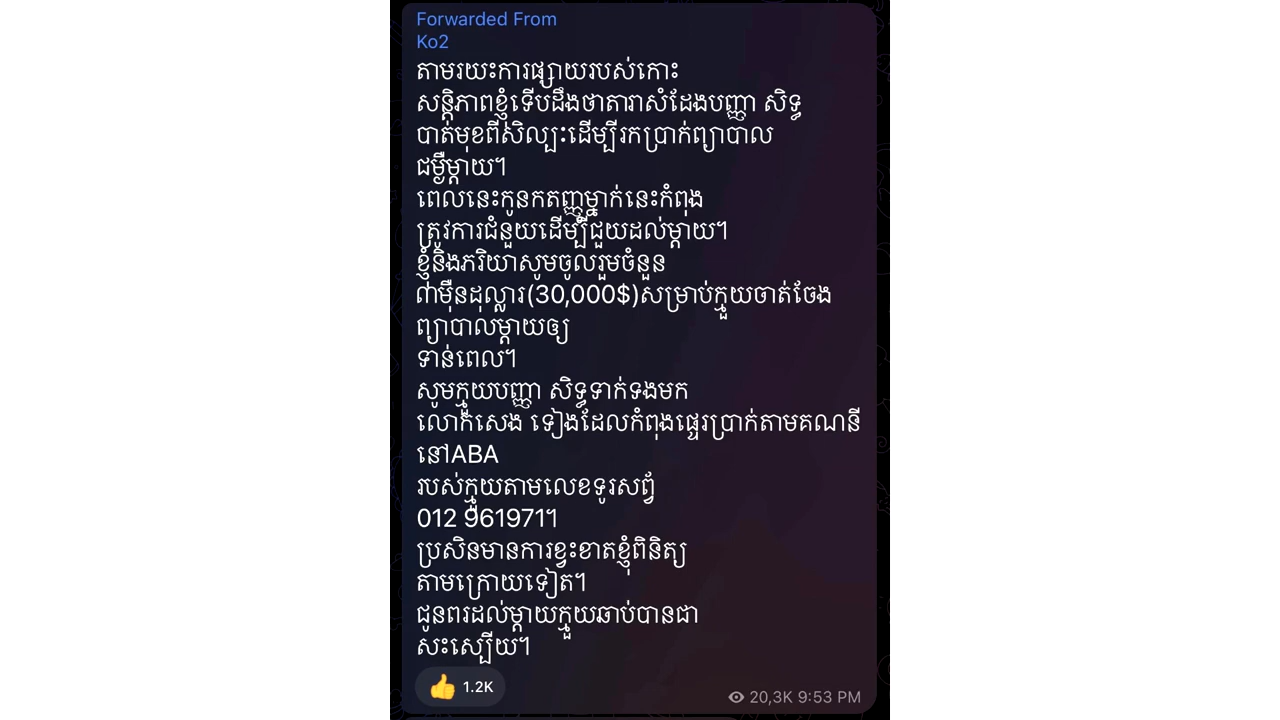 Forwarded From
Ko2
តាមរយះការផ្សាយរបស់កោះ
សន្តិភាពខ្ញុំទើបដឹងថាតារាសំដែងបញ្ញា សិទ្ធ
បាត់មុខពីសិល្បះដើម្បីរកប្រាក់ព្យាបាល
ជម្ងឺម្តាយ។
ពេលនេះកូនកតញ្ញូម្នាក់នេះកំពុង
ត្រូវការជំនួយដើម្បីជួយដល់ម្តាយ។
ខ្ញុំនិងភរិយាសូមចូលរួមចំនួន
៣ម៉ឺនដុល្លារ(30,000$)សម្រាប់ក្មួយចាត់ចែង
ព្យាបាលម្តាយឲ្យ
ទាន់ពេល។
សូមក្មួយបញ្ញា សិទ្ធទាក់ទងមក
លោកសេង ទៀងដែលកំពុងផ្ទេរប្រាក់តាមគណនី
នៅABA
របស់ក្មួយតាមលេខទូរសព្ទ័
012 961971។
ប្រសិនមានការខ្វះខាតខ្ញុំពិនិត្យ
តាមក្រោយទៀត។
ជូនពរដល់ម្តាយក្មួយឆាប់បានជា
សះស្បើយ។
1.2K
20,3K 9:53 PM